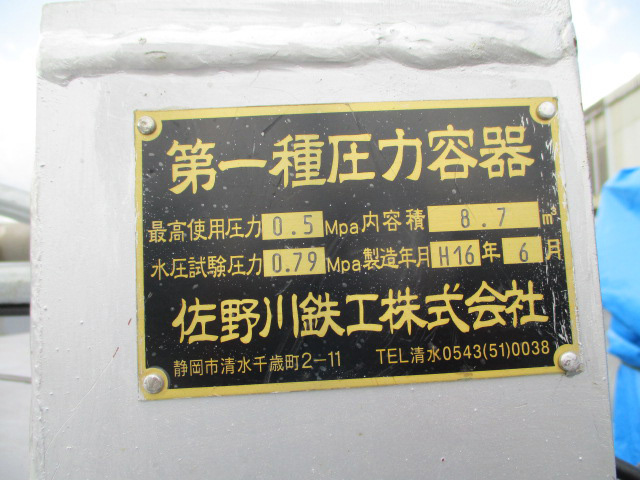 第一種圧力容器
最高使用圧力 0.5 Mpa 内容積 8.7 m³
水圧試験圧力 0.79 Mpa 製造年月 H16 年 6 月
佐野川鉄工株式会社
静岡市清水千歳町2-11 TEL清水0543(51)0038